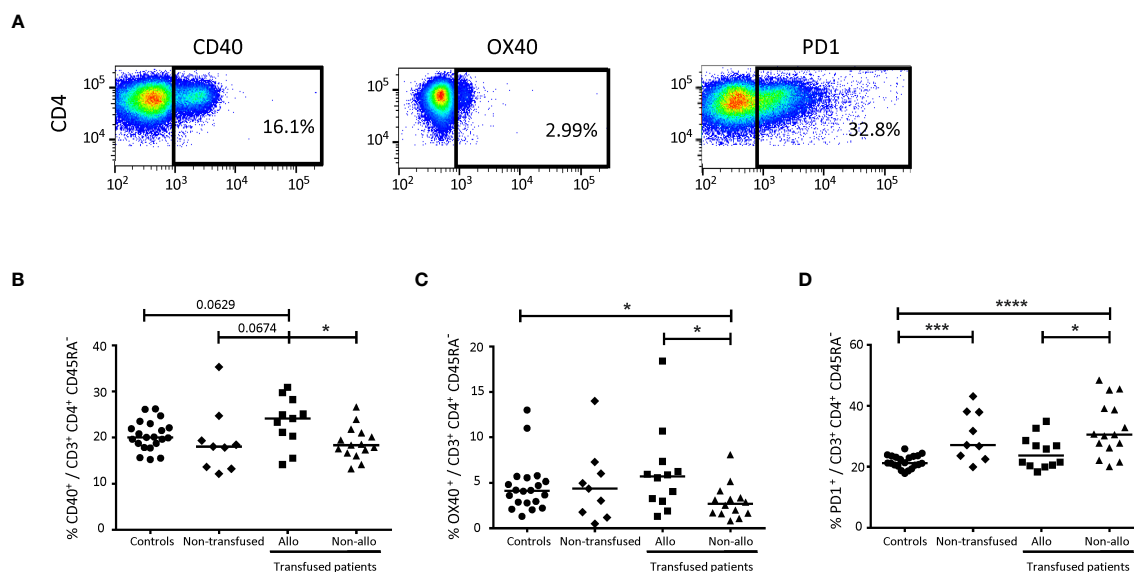 A
CD40
OX40
PD1
CD4
10⁵
10⁴
16.1%
10² 10³ 10⁴ 10⁵
10⁵
10⁴
2.99%
10² 10³ 10⁴ 10⁵
10⁵
10⁴
32.8%
10² 10³ 10⁴ 10⁵
B
0.0629
0.0674
*
% CD40⁺ / CD3⁺ CD4⁺ CD45RA⁻
40
30
20
10
0
Controls Non-transfused Allo Non-allo
Transfused patients
C
*
*
% OX40⁺ / CD3⁺ CD4⁺ CD45RA⁻
20
15
10
5
0
Controls Non-transfused Allo Non-allo
Transfused patients
D
****
***
*
% PD1⁺ / CD3⁺ CD4⁺ CD45RA⁻
60
40
20
0
Controls Non-transfused Allo Non-allo
Transfused patients